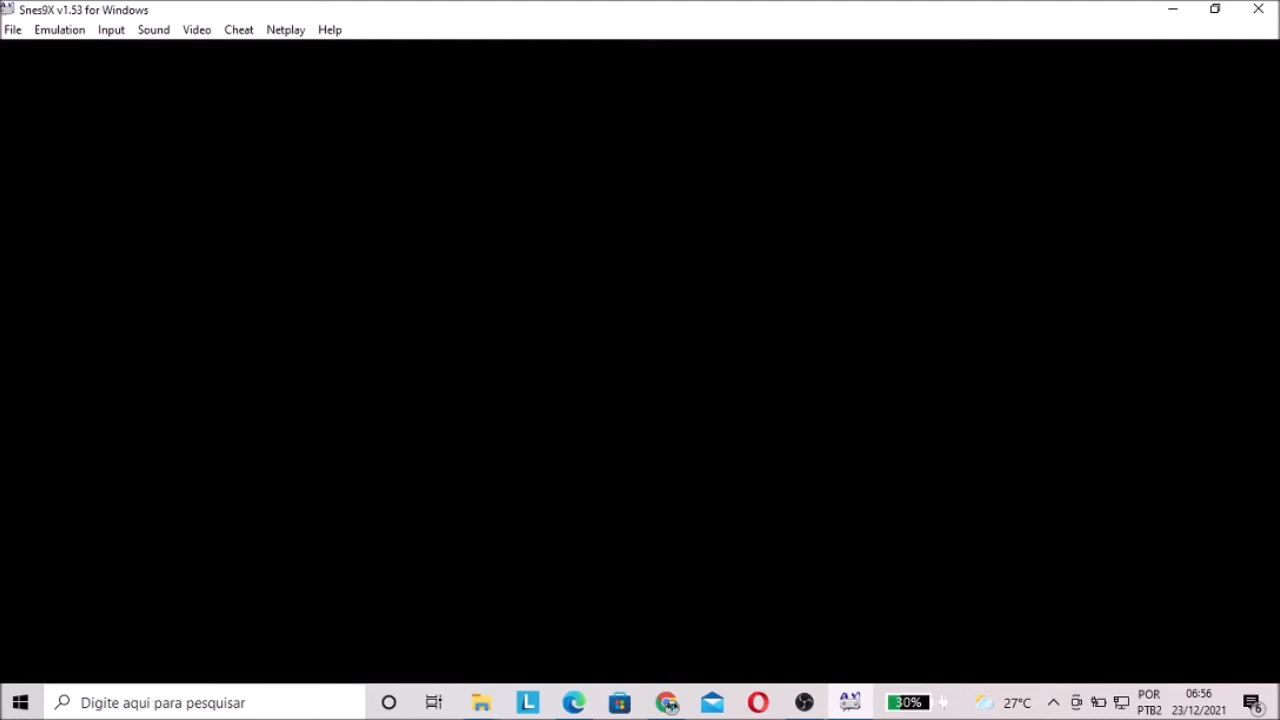 Snes9X v1.53 for Windows
File Emulation Input Sound Video Cheat Netplay Help
Digite aqui para pesquisar
L
30%
27°C
POR
PTB2
06:56
23/12/2021
6